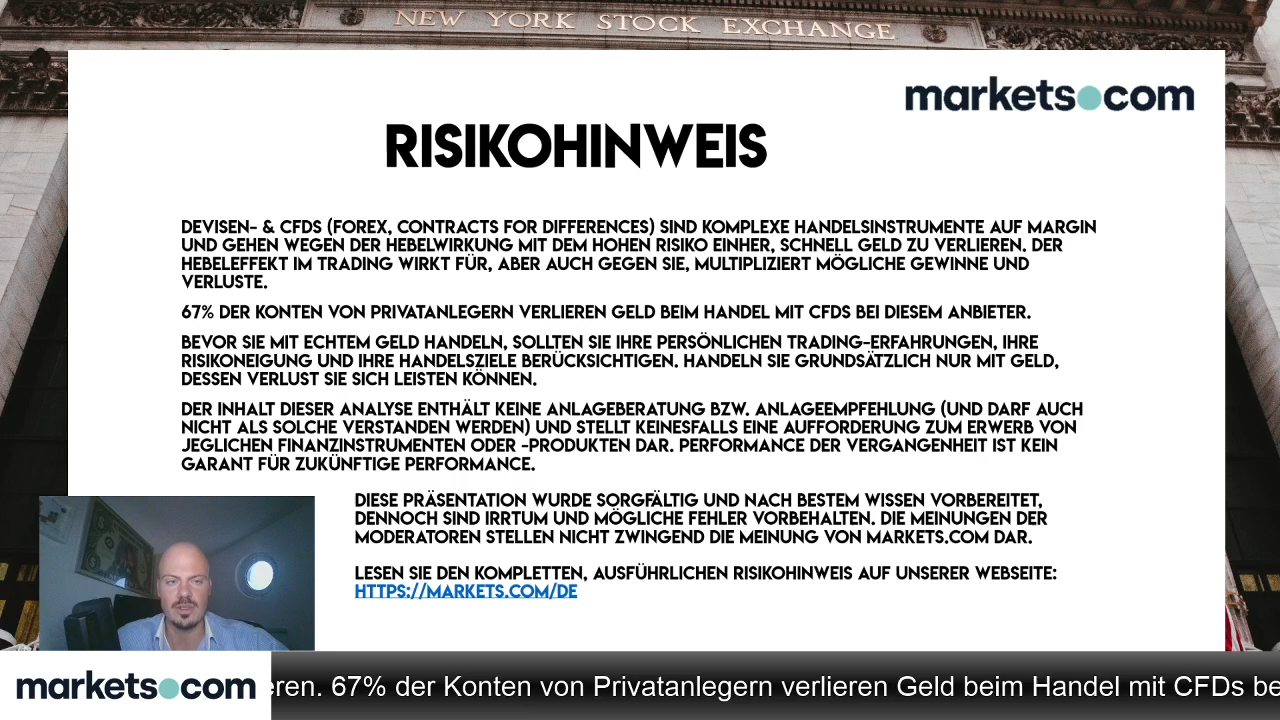 NEW YORK STOCK EXCHANGE
markets.com
RISIKOHINWEIS
DEVISEN- & CFDS (FOREX, CONTRACTS FOR DIFFERENCES) SIND KOMPLEXE HANDELSINSTRUMENTE AUF MARGIN
UND GEHEN WEGEN DER HEBELWIRKUNG MIT DEM HOHEN RISIKO EINHER, SCHNELL GELD ZU VERLIEREN. DER
HEBELEFFEKT IM TRADING WIRKT FÜR, ABER AUCH GEGEN SIE, MULTIPLIZIERT MÖGLICHE GEWINNE UND
VERLUSTE.
67% DER KONTEN VON PRIVATANLEGERN VERLIEREN GELD BEIM HANDEL MIT CFDS BEI DIESEM ANBIETER.
BEVOR SIE MIT ECHTEM GELD HANDELN, SOLLTEN SIE IHRE PERSÖNLICHEN TRADING-ERFAHRUNGEN, IHRE
RISIKONEIGUNG UND IHRE HANDELSZIELE BERÜCKSICHTIGEN. HANDELN SIE GRUNDSÄTZLICH NUR MIT GELD,
DESSEN VERLUST SIE SICH LEISTEN KÖNNEN.
DER INHALT DIESER ANALYSE ENTHÄLT KEINE ANLAGEBERATUNG BZW. ANLAGEEMPFEHLUNG (UND DARF AUCH
NICHT ALS SOLCHE VERSTANDEN WERDEN) UND STELLT KEINESFALLS EINE AUFFORDERUNG ZUM ERWERB VON
JEGLICHEN FINANZINSTRUMENTEN ODER -PRODUKTEN DAR. PERFORMANCE DER VERGANGENHEIT IST KEIN
GARANT FÜR ZUKÜNFTIGE PERFORMANCE.
DIESE PRÄSENTATION WURDE SORGFÄLTIG UND NACH BESTEM WISSEN VORBEREITET,
DENNOCH SIND IRRTUM UND MÖGLICHE FEHLER VORBEHALTEN. DIE MEINUNGEN DER
MODERATOREN STELLEN NICHT ZWINGEND DIE MEINUNG VON MARKETS.COM DAR.
LESEN SIE DEN KOMPLETTEN, AUSFÜHRLICHEN RISIKOHINWEIS AUF UNSERER WEBSEITE:
HTTPS://MARKETS.COM/DE
markets.com
eren. 67% der Konten von Privatanlegern verlieren Geld beim Handel mit CFDs be